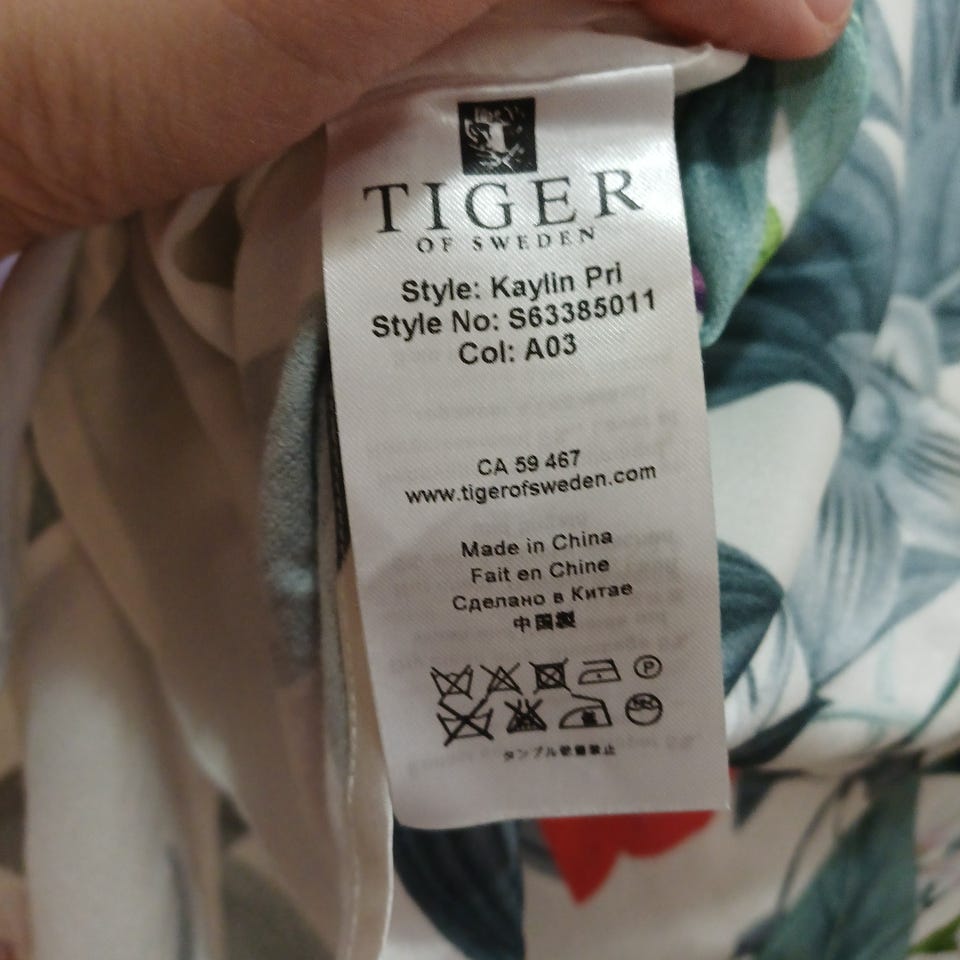 TIGER
OF SWEDEN
Style: Kaylin Pri
Style No: S63385011
Col: A03
CA 59 467
www.tigerofsweden.com
Made in China
Fait en Chine
Сделано в Китае
中国製
P
タンブル乾燥禁止